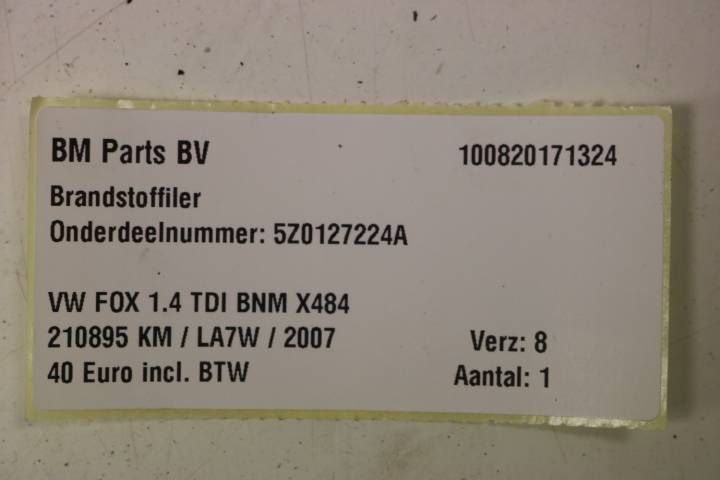 BM Parts BV 100820171324
Brandstoffiler
Onderdeelnummer: 5Z0127224A
VW FOX 1.4 TDI BNM X484
210895 KM / LA7W / 2007 Verz: 8
40 Euro incl. BTW Aantal: 1